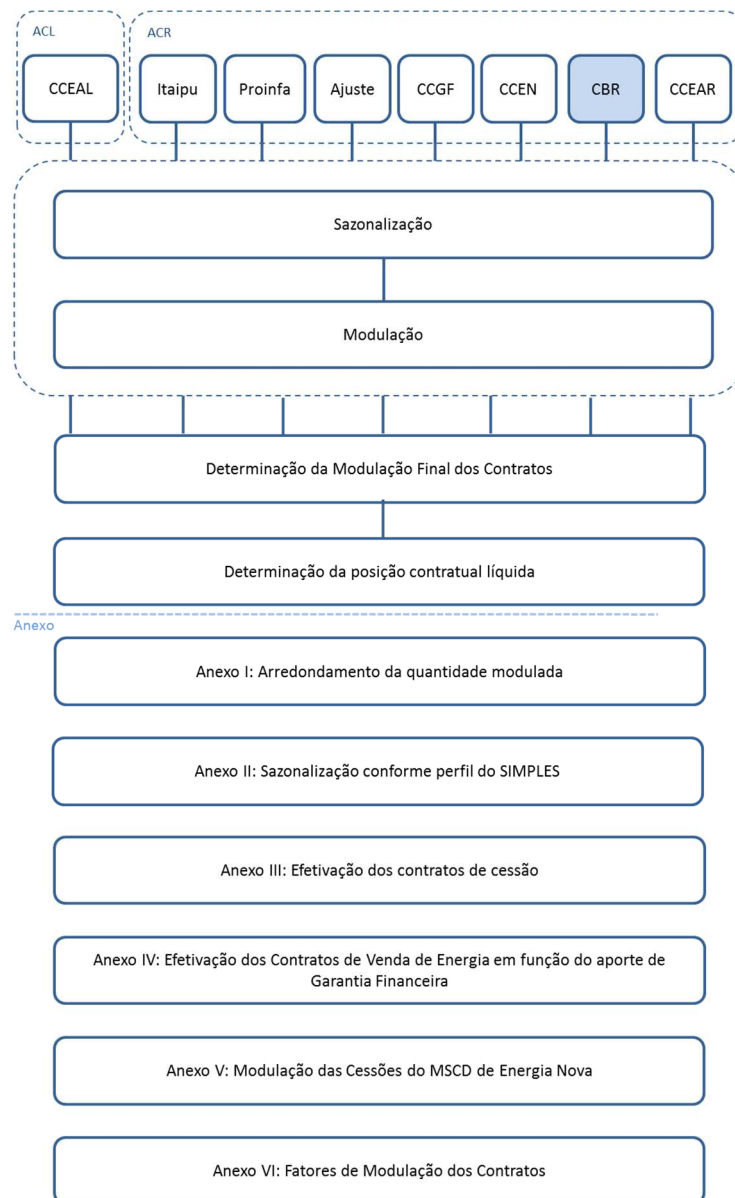 ACL
ACR
CCEAL
Itaipu
Proinfa
Ajuste
CCGF
CCEN
CBR
CCEAR
Sazonalização
Modulação
Determinação da Modulação Final dos Contratos
Determinação da posição contratual líquida
Anexo
Anexo I: Arredondamento da quantidade modulada
Anexo II: Sazonalização conforme perfil do SIMPLES
Anexo III: Efetivação dos contratos de cessão
Anexo IV: Efetivação dos Contratos de Venda de Energia em função do aporte de
Garantia Financeira
Anexo V: Modulação das Cessões do MSCD de Energia Nova
Anexo VI: Fatores de Modulação dos Contratos